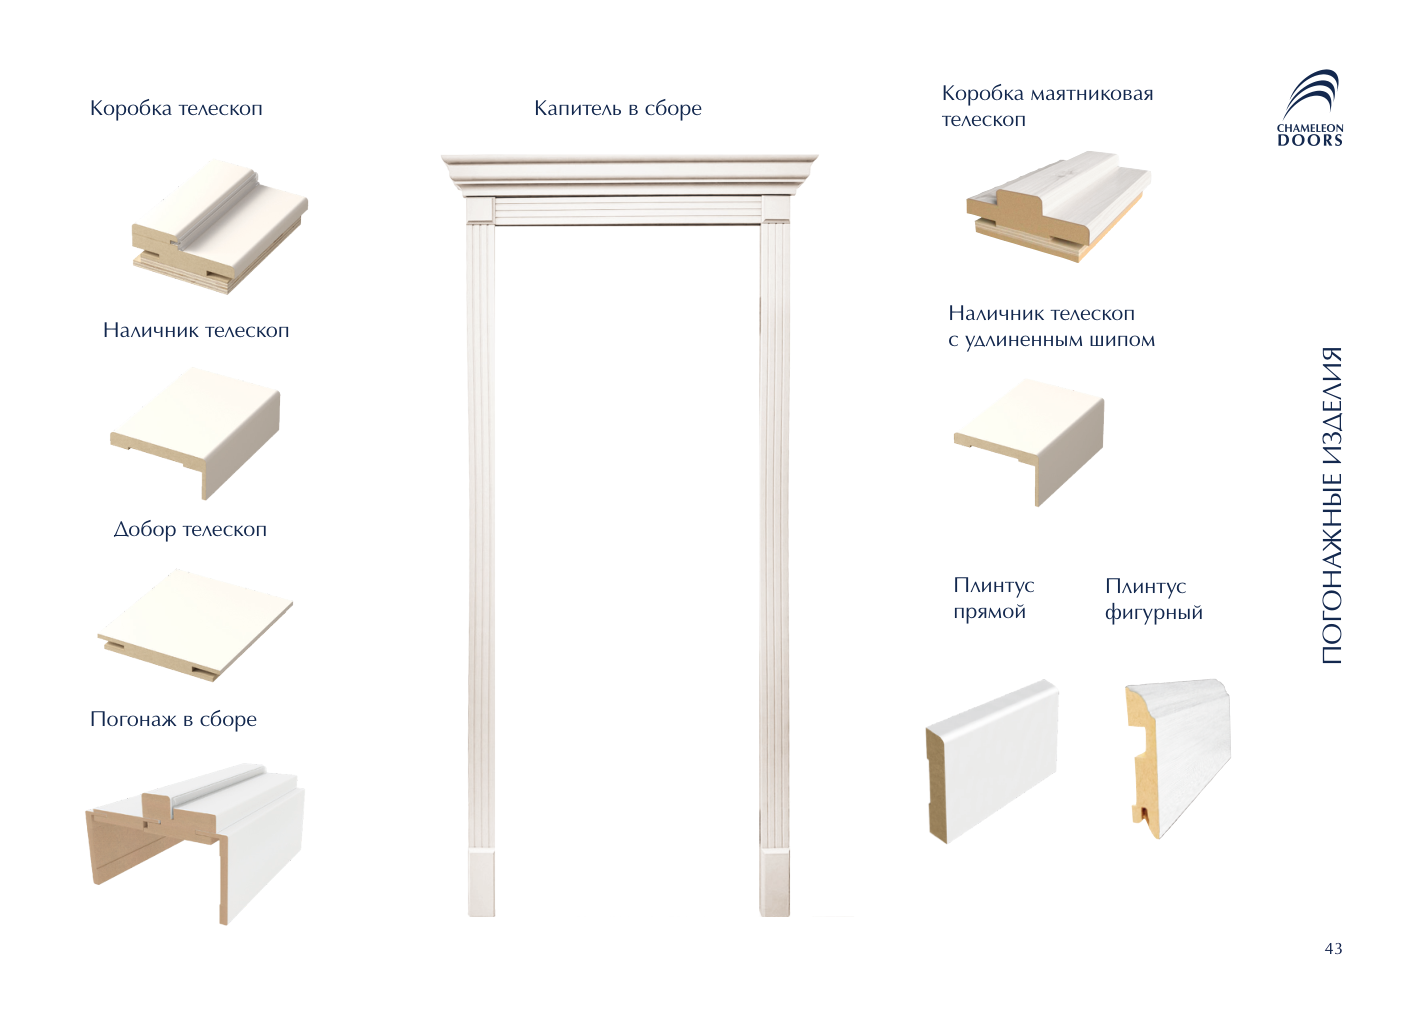 Коробка телескоп
Наличник телескоп
Добор телескоп
Погонаж в сборе
Капитель в сборе
Коробка маятниковая
телескоп
Наличник телескоп
с удлиненным шипом
Плинтус
прямой
Плинтус
фигурный
CHAMELEON
DOORS
ПОГОНАЖНЫЕ ИЗДЕЛИЯ
43